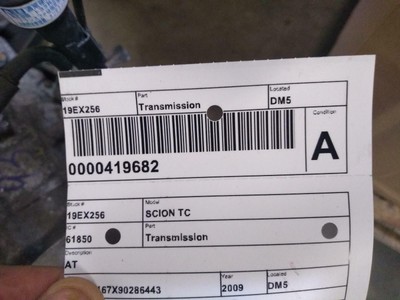 Stock # Part Located
19EX256 Transmission DM5
Condition
A
0000419682
Stock # Model
19EX256 SCION TC
IC # Part
61850 Transmission
Description
AT
Year Located
167X90286443 2009 DM5